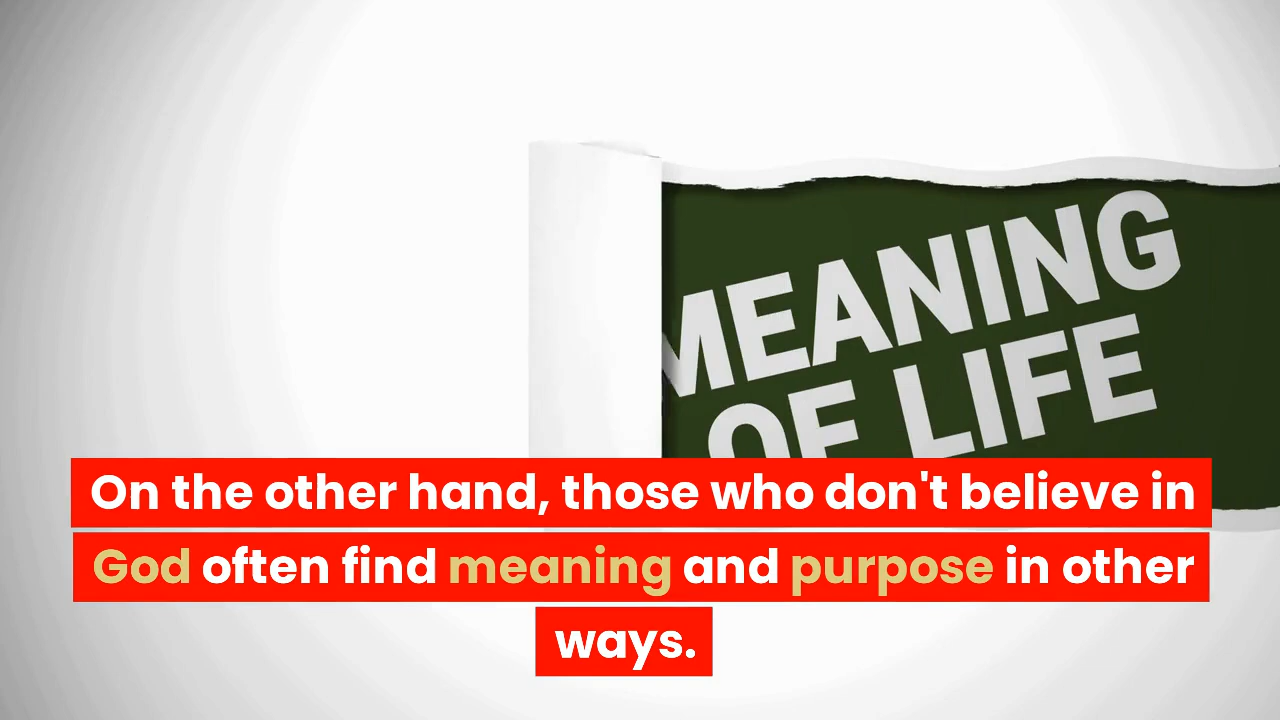 MEANING
OF LIFE
On the other hand, those who don't believe in
God often find meaning and purpose in other
ways.